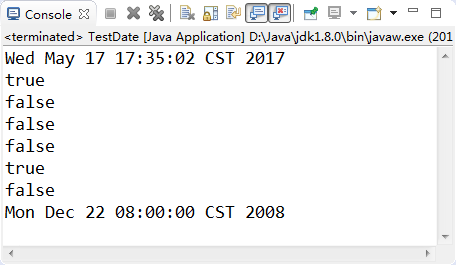 Console
<terminated> TestDate [Java Application] D:\Java\jdk1.8.0\bin\javaw.exe (201
Wed May 17 17:35:02 CST 2017
true
false
false
false
true
false
Mon Dec 22 08:00:00 CST 2008